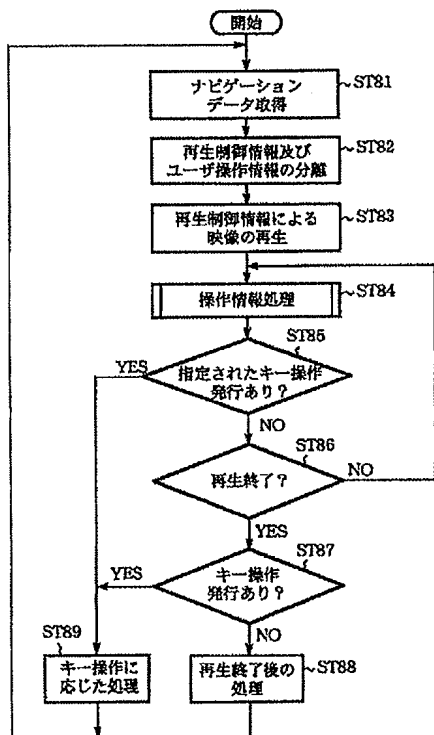 開始
ナビゲーション
データ取得
ST81
再生制御情報及び
ユーザ操作情報の分離
ST82
再生制御情報による
映像の再生
ST83
操作情報処理
ST84
ST85
YES
指定されたキー操作
発行あり？
NO
ST86
再生終了？
NO
YES
ST87
YES
キー操作
発行あり？
NO
ST89
キー操作に
応じた処理
再生終了後の
処理
ST88